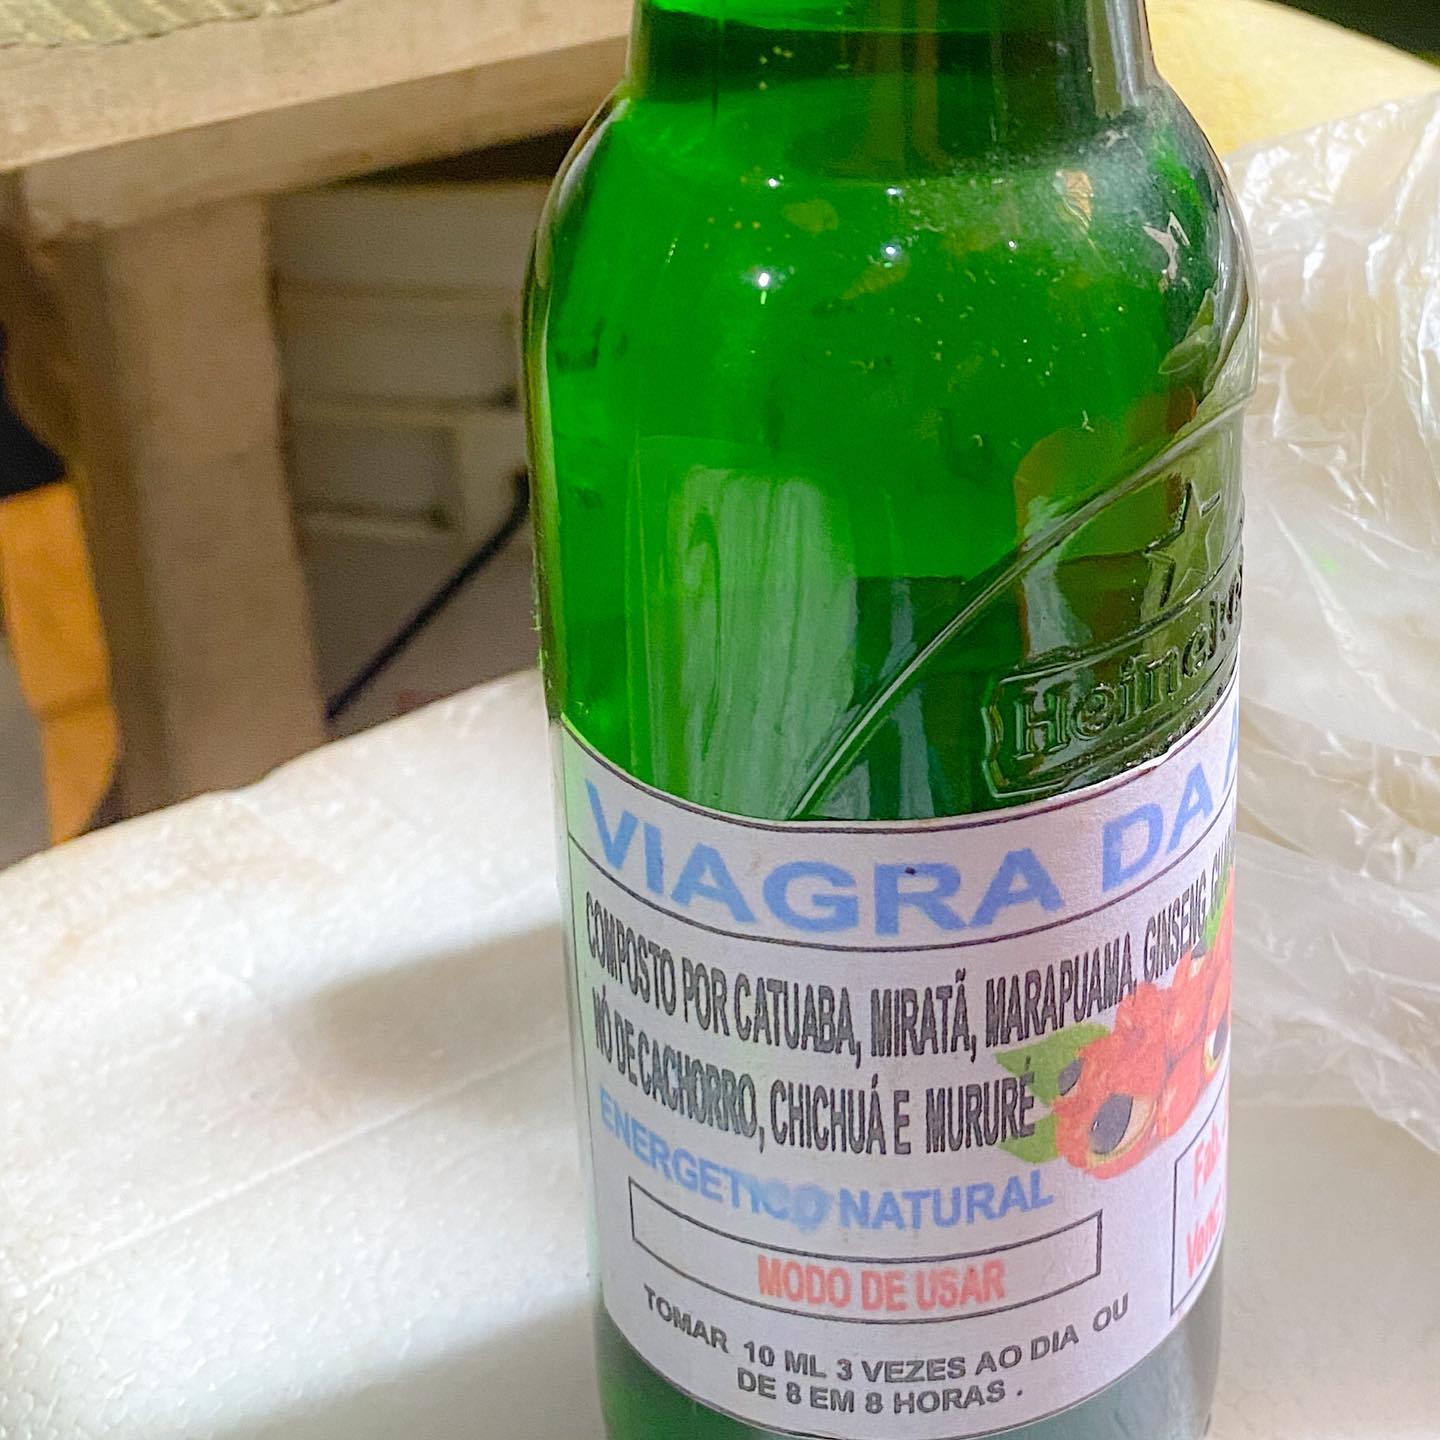 Heineken
VIAGRA DA A
COMPOSTO POR CATUABA, MIRATÃ, MARAPUAMA, GINSENG
NÓ DE CACHORRO, CHICHUÁ E MURURÉ
ENERGETICO NATURAL
MODO DE USAR
Fab.
TOMAR 10 ML 3 VEZES AO DIA OU
DE 8 EM 8 HORAS .